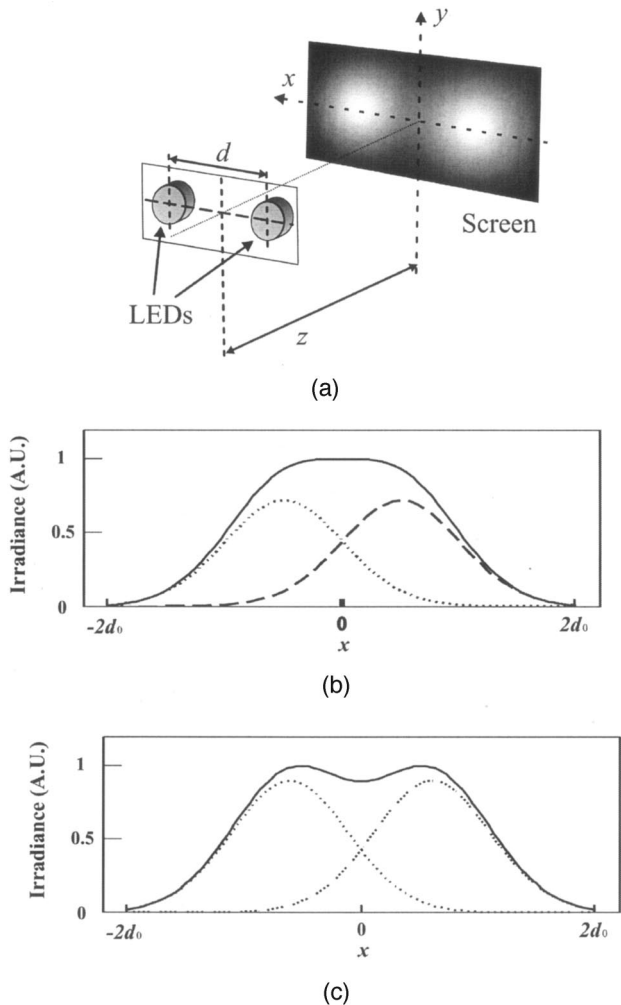 y
x
d
Screen
LEDs
z
(a)
Irradiance (A.U.)
1
0.5
0
-2d₀ 0 2d₀
x
(b)
Irradiance (A.U.)
1
0.5
0
-2d₀ 0 2d₀
x
(c)